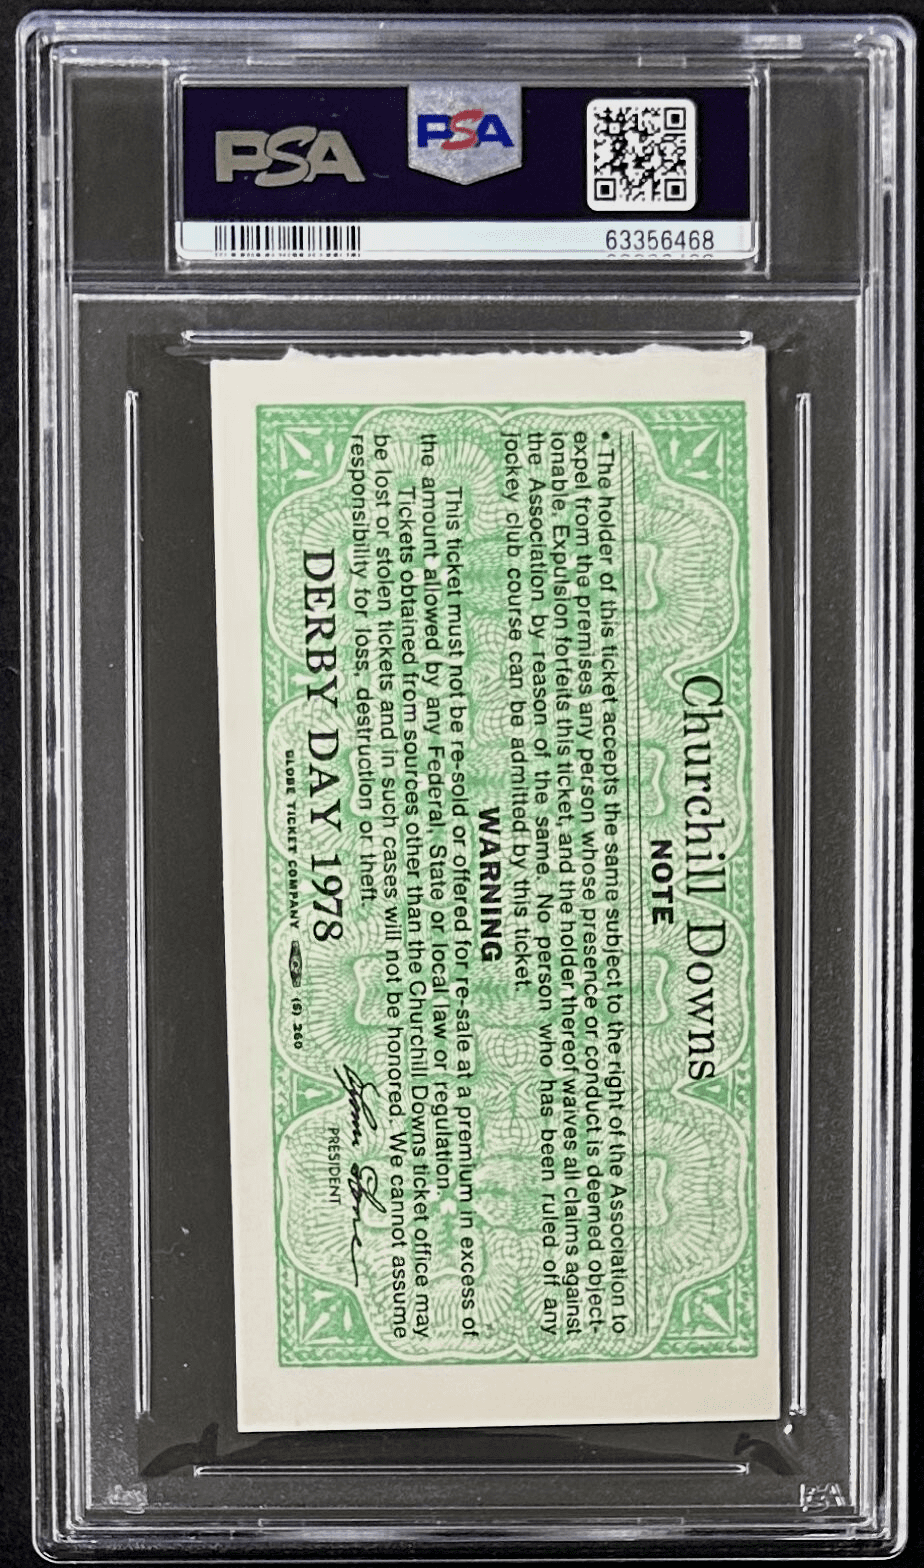 PSA
PSA
63356468
Churchill Downs
NOTE
• The holder of this ticket accepts the same subject to the right of the Association to
expel from the premises any person whose presence or conduct is deemed object-
ionable. Expulsion forfeits this ticket, and the holder thereof waives all claims against
the Association, by reason of the same. No person who has been ruled off any
jockey club course can be admitted by this ticket.
WARNING
This ticket must not be re-sold or offered for re-sale at a premium in excess of
the amount allowed by any Federal, State or local law or regulation.
Tickets obtained from sources other than the Churchill Downs ticket office may
be lost or stolen tickets and in such cases will not be honored. We cannot assume
responsibility for loss, destruction or theft.
DERBY DAY 1978
PRESIDENT
GLOBE TICKET COMPANY (S) 260